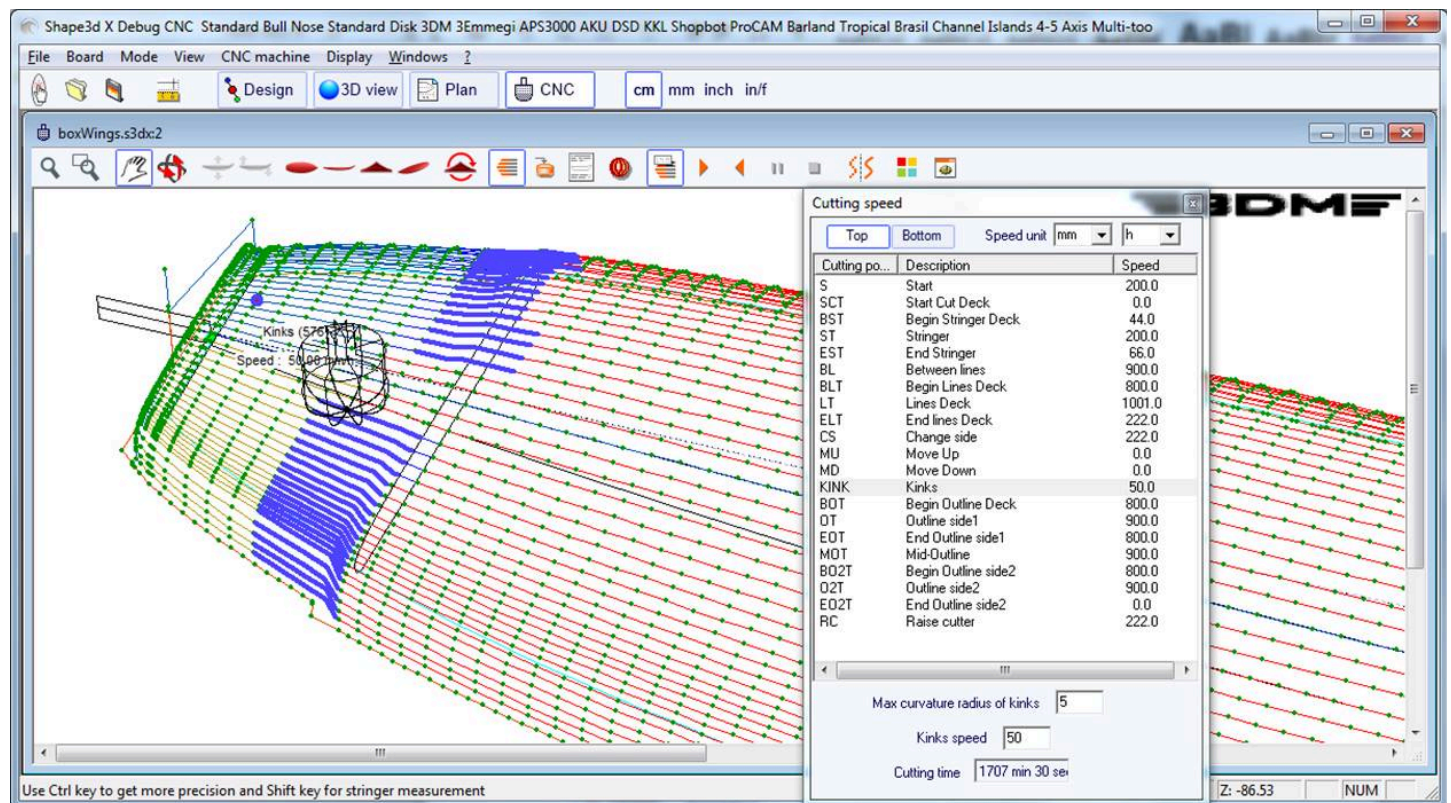 Shape3d X Debug CNC Standard Bull Nose Standard Disk 3DM 3Emmegi APS3000 AKU DSD KKL Shopbot ProCAM Barland Tropical Brasil Channel Islands 4-5 Axis Multi-too
File Board Mode View CNC machine Display Windows ?
Design 3D view Plan CNC cm mm inch in/f
boxWings.s3dx:2
3DM
Cutting speed
Top Bottom Speed unit mm h
Cutting po... Description Speed
S Start 200.0
SCT Start Cut Deck 0.0
BST Begin Stringer Deck 44.0
ST Stringer 200.0
EST End Stringer 66.0
BL Between lines 900.0
BLT Begin Lines Deck 800.0
LT Lines Deck 1001.0
ELT End lines Deck 222.0
CS Change side 222.0
MU Move Up 0.0
MD Move Down 0.0
KINK Kinks 50.0
BOT Begin Outline Deck 800.0
OT Outline side1 900.0
EOT End Outline side1 800.0
MOT Mid-Outline 900.0
BO2T Begin Outline side2 800.0
O2T Outline side2 900.0
EO2T End Outline side2 0.0
RC Raise cutter 222.0
Kinks
Speed : 50.00
Max curvature radius of kinks 5
Kinks speed 50
Cutting time 1707 min 30 se
Use Ctrl key to get more precision and Shift key for stringer measurement
Z: -86.53 NUM